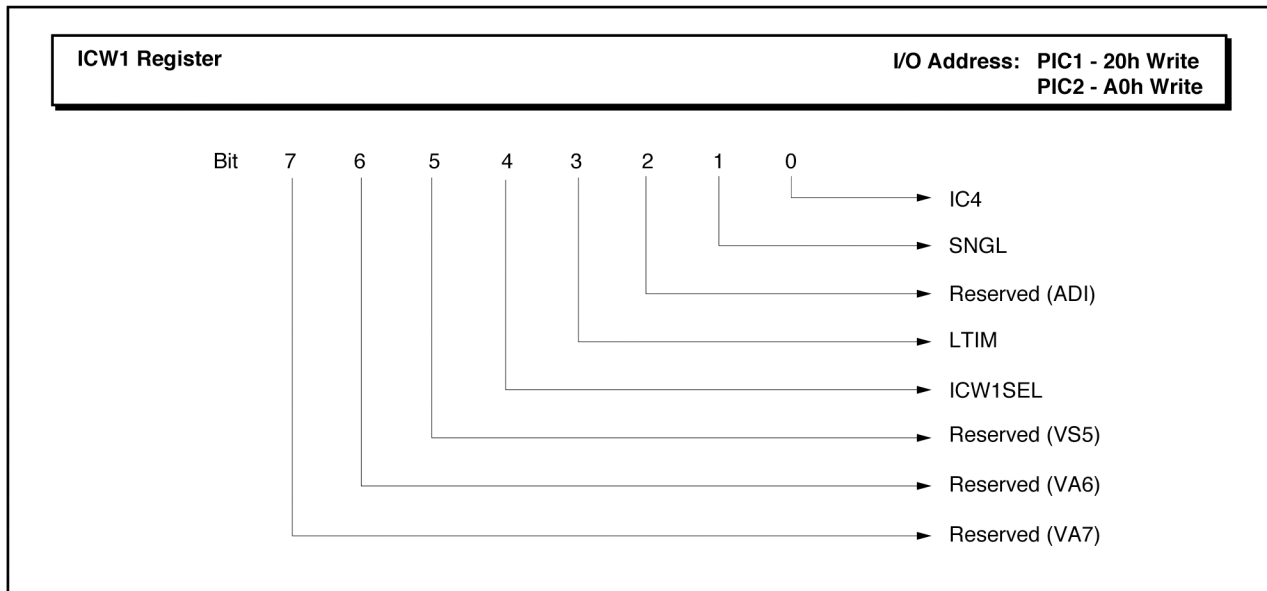 ICW1 Register
I/O Address: PIC1 - 20h Write
PIC2 - A0h Write
Bit 7 6 5 4 3 2 1 0
IC4
SNGL
Reserved (ADI)
LTIM
ICW1SEL
Reserved (VS5)
Reserved (VA6)
Reserved (VA7)